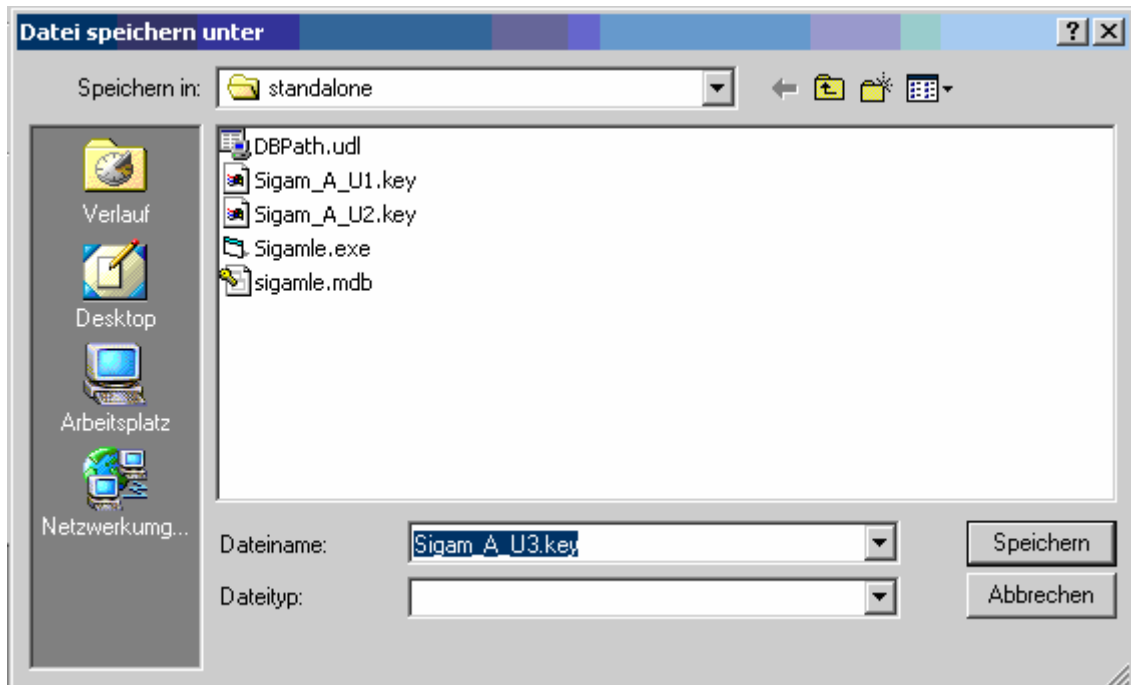 Datei speichern unter
Speichern in: standalone
DBPath.udl
Sigam_A_U1.key
Sigam_A_U2.key
Sigamle.exe
sigamle.mdb
Verlauf
Desktop
Arbeitsplatz
Netzwerkumg...
Dateiname: Sigam_A_U3.key Speichern
Dateityp: Abbrechen